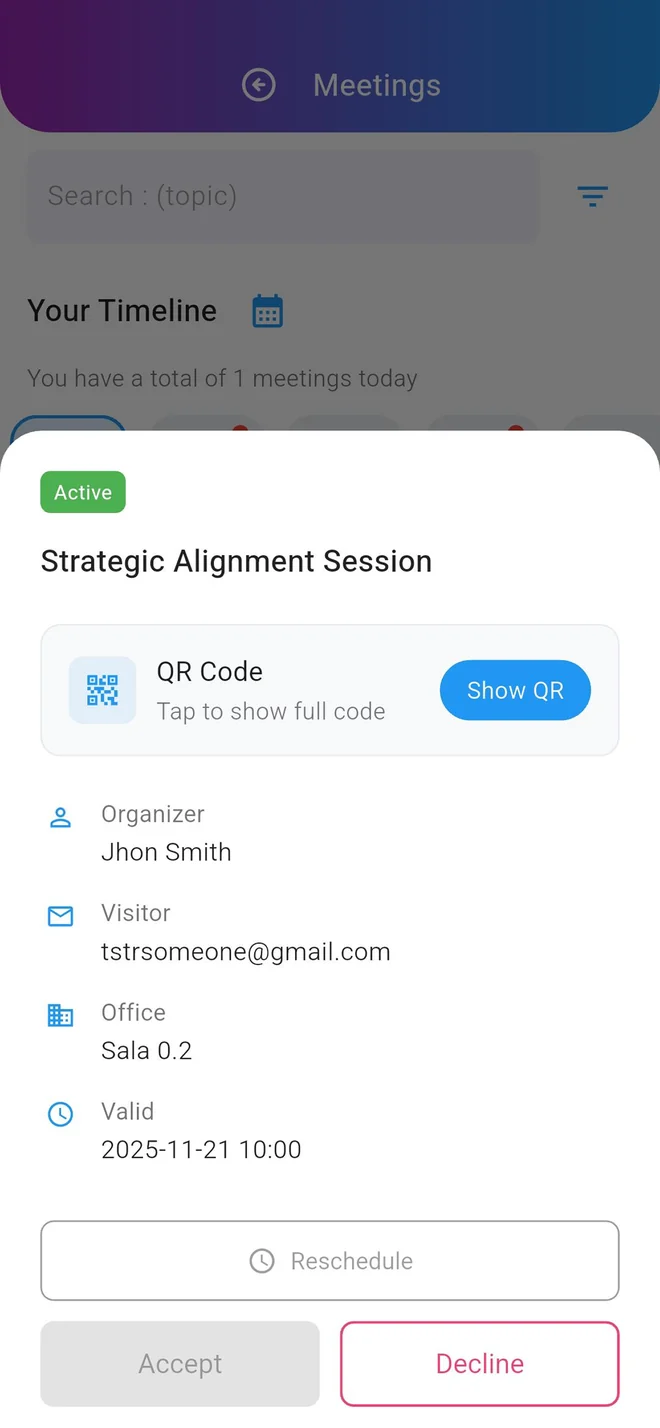 Meetings
Search : (topic)
Your Timeline
You have a total of 1 meetings today
Active
Strategic Alignment Session
QR Code
Tap to show full code
Show QR
Organizer
Jhon Smith
Visitor
tstrsomeone@gmail.com
Office
Sala 0.2
Valid
2025-11-21 10:00
Reschedule
Accept
Decline